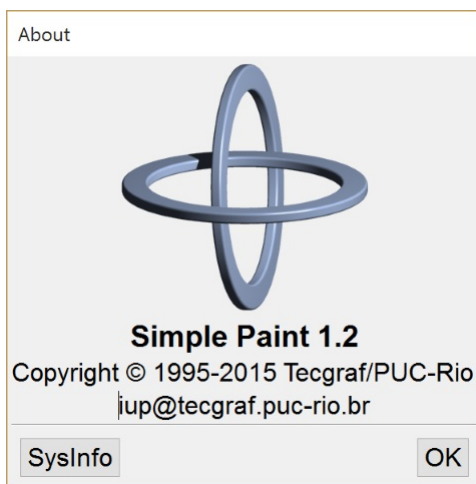 About
Simple Paint 1.2
Copyright © 1995-2015 Tecgraf/PUC-Rio
iup@tecgraf.puc-rio.br
SysInfo
OK